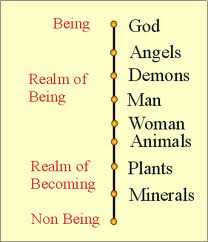 Being
God
Angels
Demons
Realm of
Being
Man
Woman
Animals
Realm of
Becoming
Plants
Minerals
Non Being